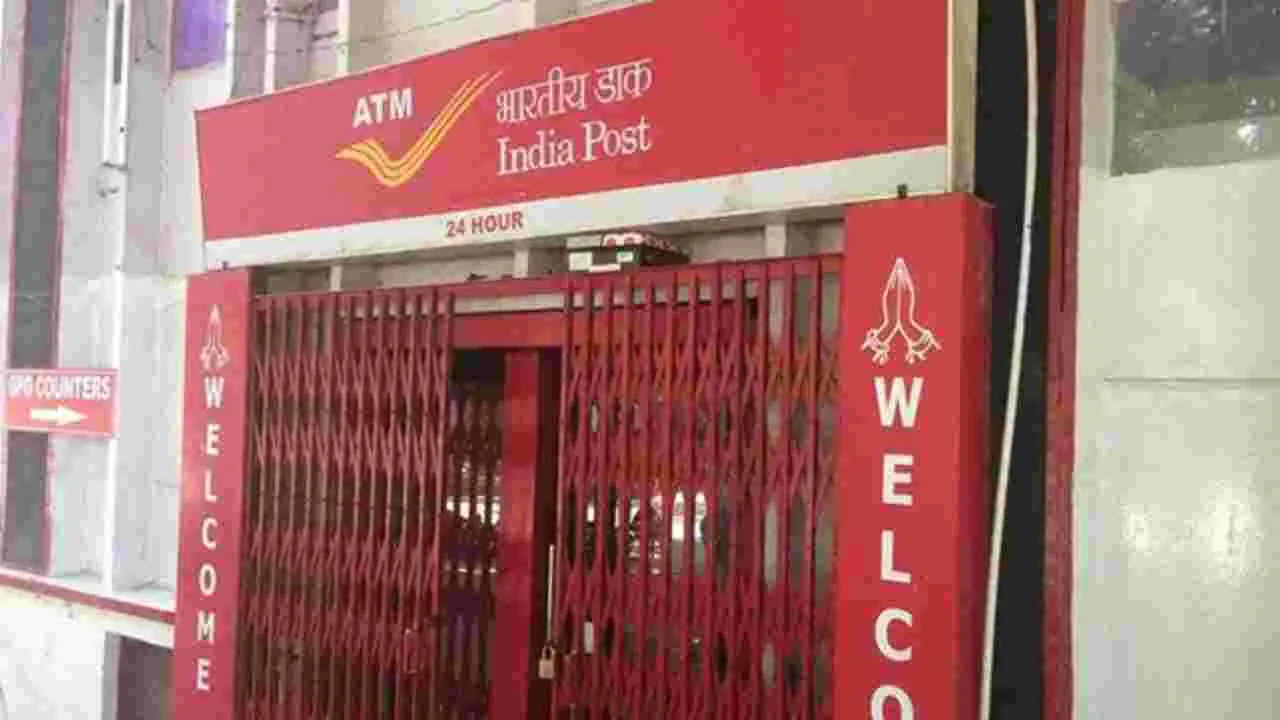 ATM
भारतीय डाक
India Post
24 HOUR
GPO COUNTERS
WELCOME
WELCO